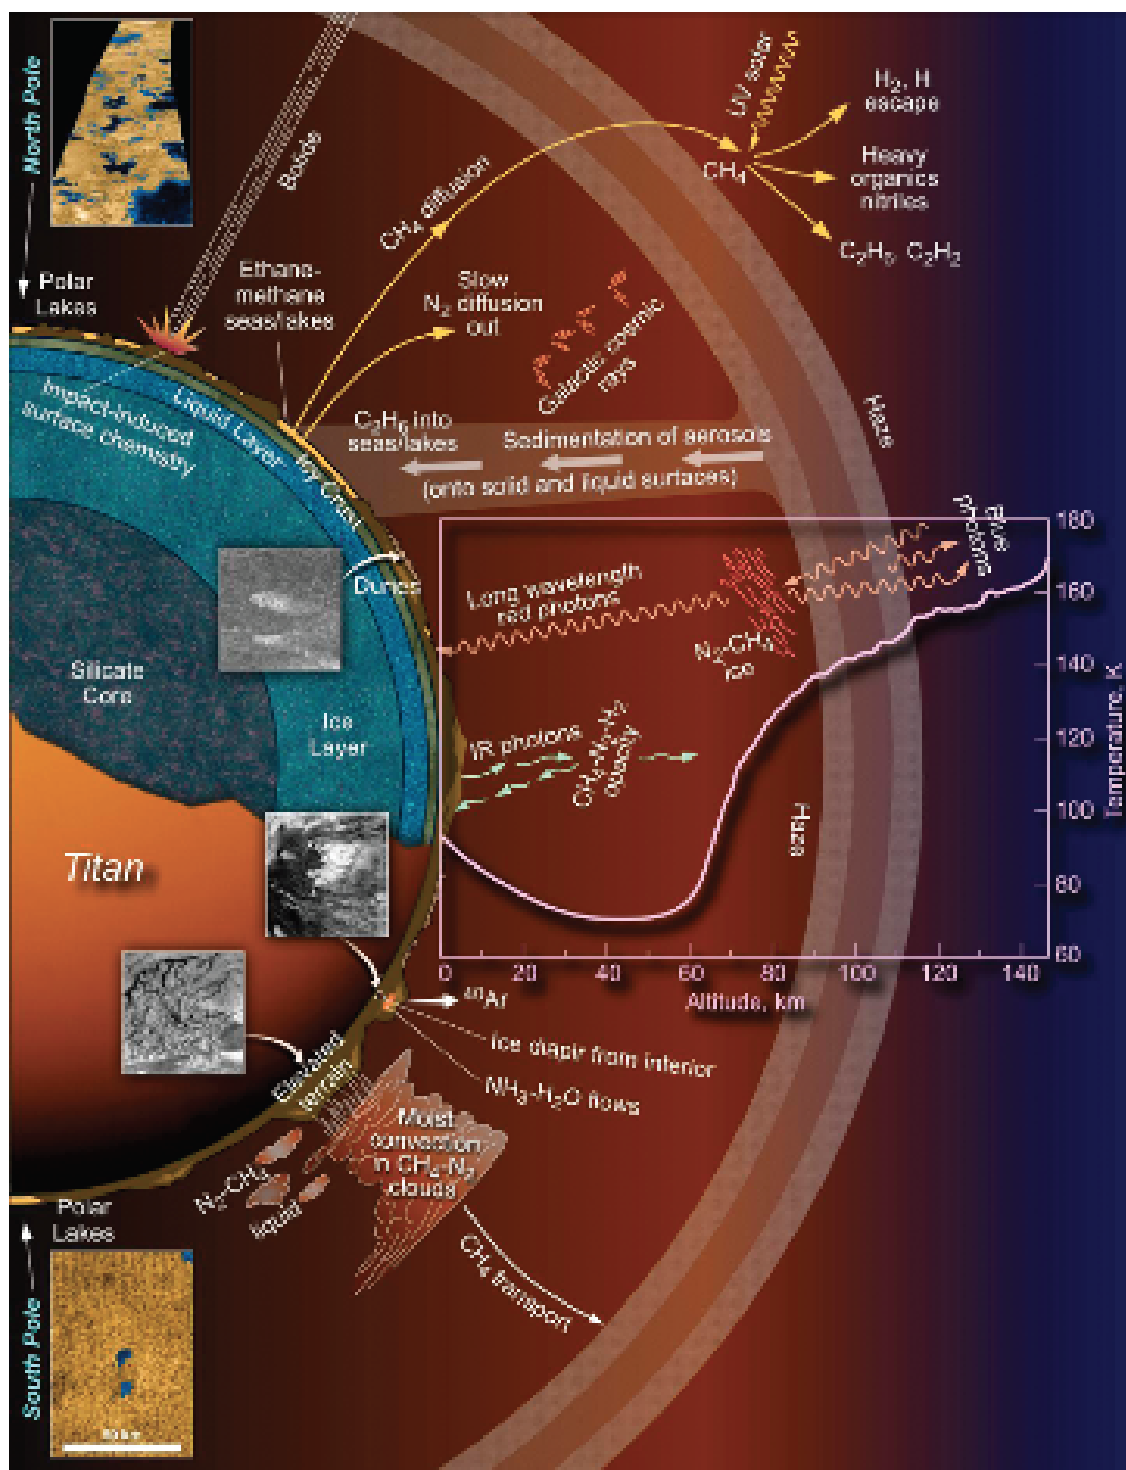 North Pole
Polar
Lakes
Bolide
Ethane-
methane
seas/lakes
CH4 diffusion
Slow
N2 diffusion
out
UV solar
CH4
H2, H
escape
Heavy
organics
nitriles
C2H2
Galactic cosmic
rays
Haze
Impact-induced
surface chemistry
Liquid Layer
Icy Crust
C2H6 into
seas/lakes
Sedimentation of aerosols
(onto solid and liquid surfaces)
Dunes
Silicate
Core
Ice
Layer
Titan
Long wavelength
red photons
N2-CH4
ice
Blue
photons
IR photons
CH4-N2-H2
opacity
Haze
180
160
140
120
100
80
60
Temperature, K
0
20
40
60
80
100
120
140
Altitude, km
40Ar
Ice diapir from interior
NH3-H2O flows
Elevated
terrain
Moist
convection
in CH4-N2
clouds
N2-CH4
liquid
CH4 transport
Polar
Lakes
South Pole